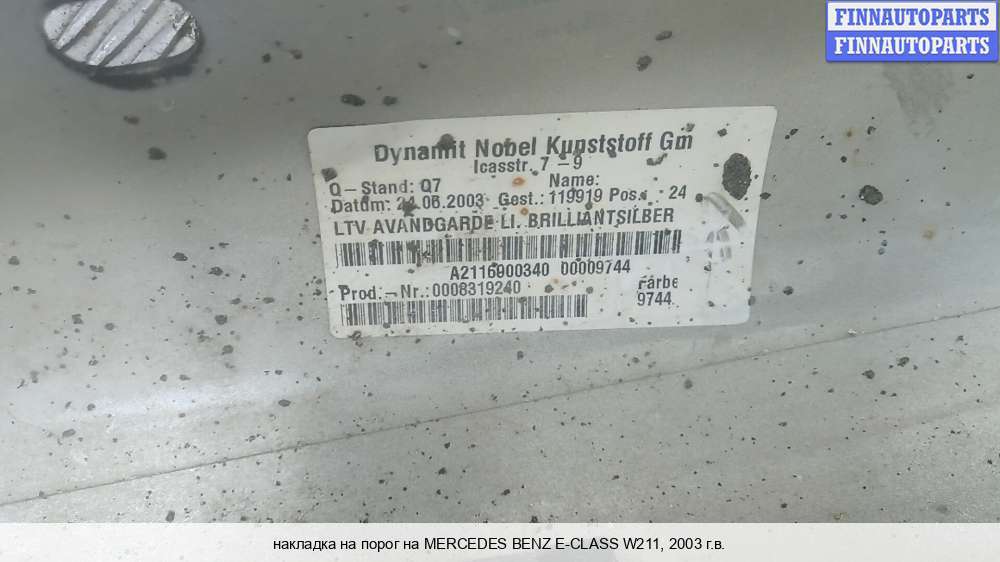 FINNAUTOPARTS
FINNAUTOPARTS
Dynamit Nobel Kunststoff Gm
Icasstr. 7 – 9
Q – Stand: Q7 Name:
Datum: .06.2003 Gest.: 119919 Pos.: 24
LTV AVANDGARDE LI. BRILLIANTSILBER
A2116900340 00009744
Prod. – Nr.: 0008319240 Farbe
9744
накладка на порог на MERCEDES BENZ E-CLASS W211, 2003 г.в.